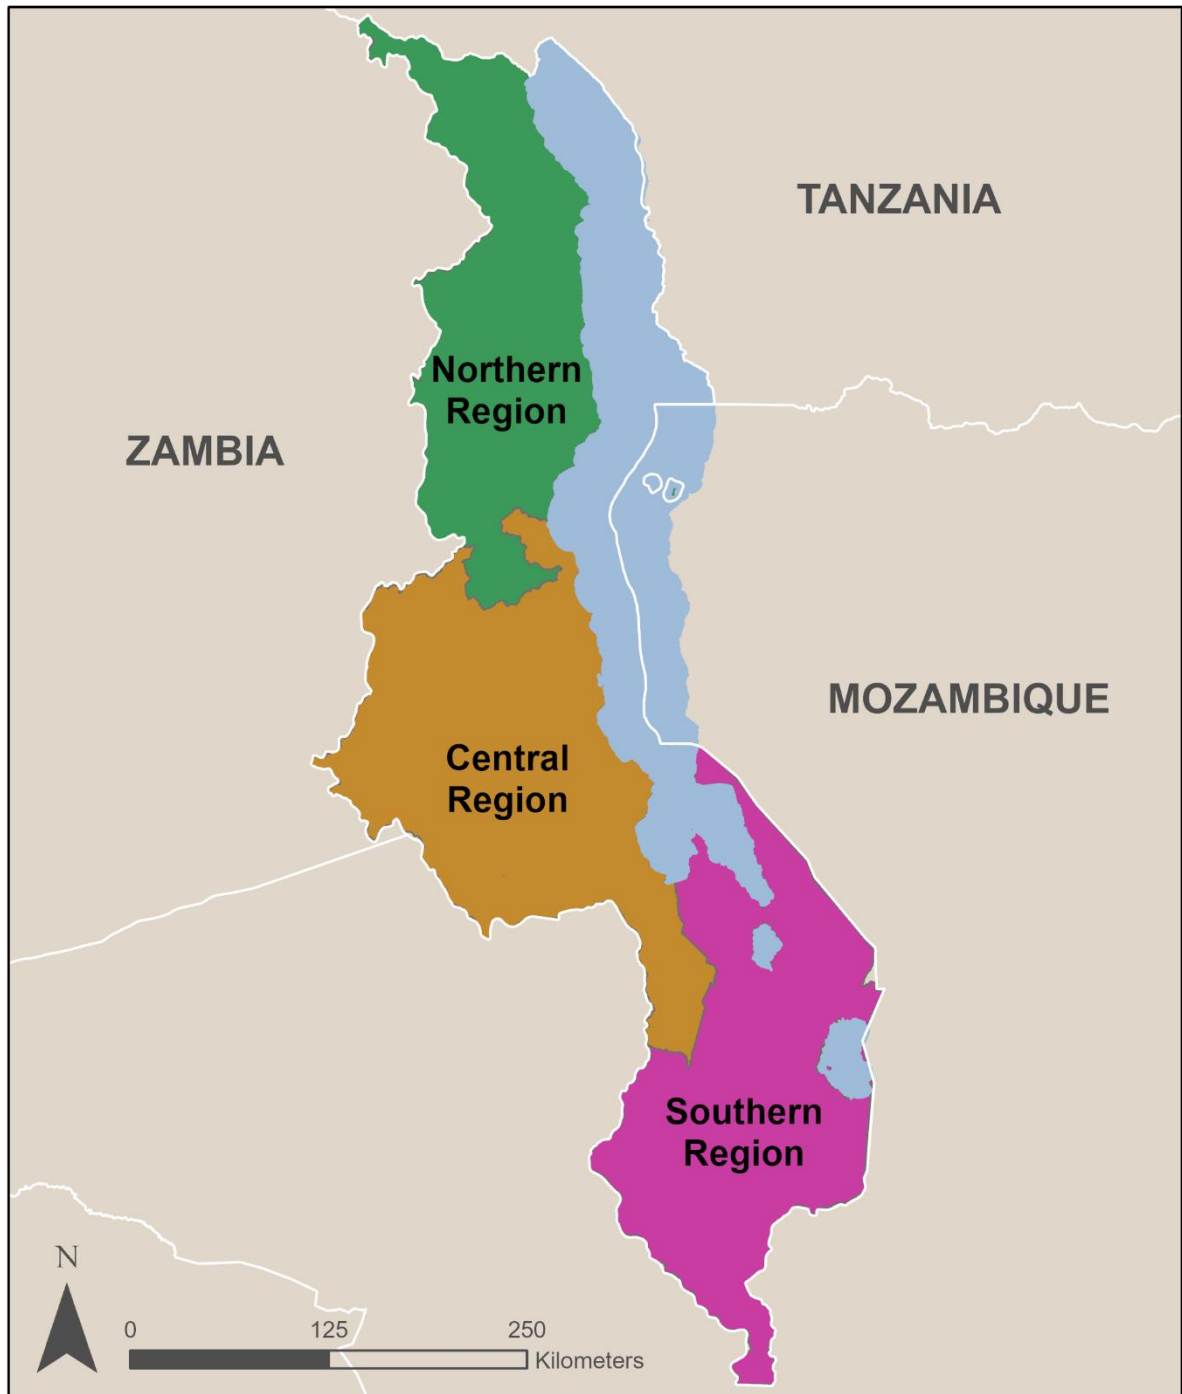 TANZANIA
Northern
Region
ZAMBIA
MOZAMBIQUE
Central
Region
Southern
Region
N
0 125 250
Kilometers